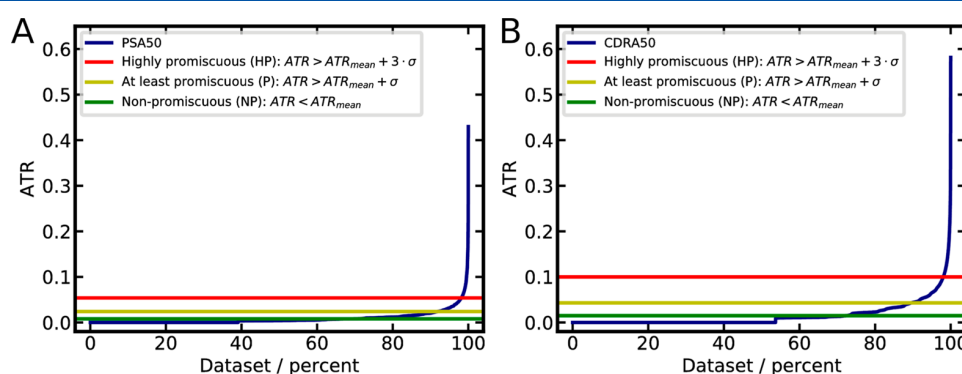 A
PSA50
Highly promiscuous (HP): ATR > ATR_mean + 3 · σ
At least promiscuous (P): ATR > ATR_mean + σ
Non-promiscuous (NP): ATR < ATR_mean
ATR
0.6
0.5
0.4
0.3
0.2
0.1
0.0
0 20 40 60 80 100
Dataset / percent
B
CDRA50
Highly promiscuous (HP): ATR > ATR_mean + 3 · σ
At least promiscuous (P): ATR > ATR_mean + σ
Non-promiscuous (NP): ATR < ATR_mean
ATR
0.6
0.5
0.4
0.3
0.2
0.1
0.0
0 20 40 60 80 100
Dataset / percent